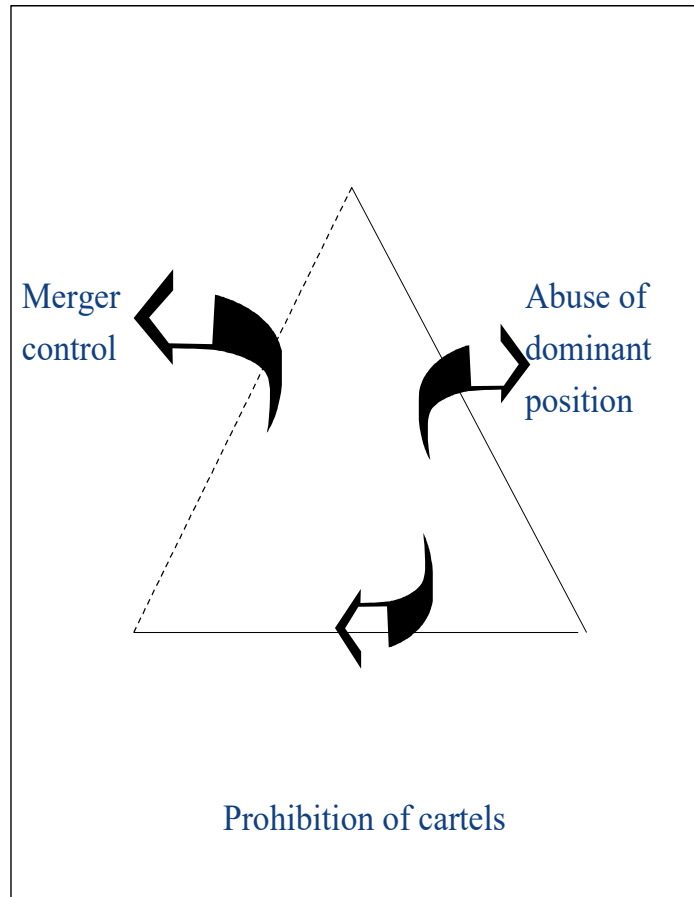 Merger
control
Abuse of
dominant
position
Prohibition of cartels